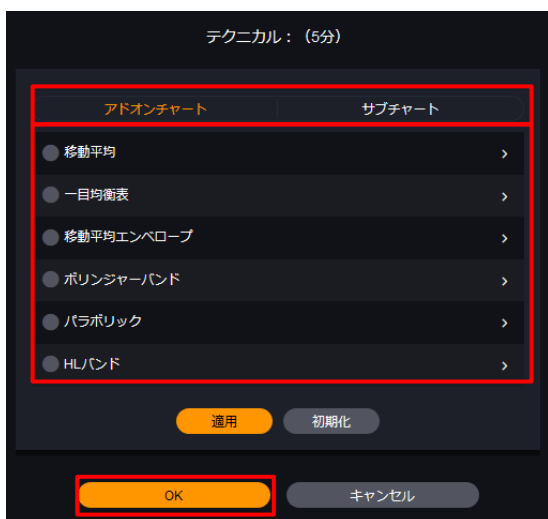 テクニカル：（5分）
アドオンチャート サブチャート
移動平均
一目均衡表
移動平均エンベロープ
ボリンジャーバンド
パラボリック
HLバンド
適用 初期化
OK キャンセル